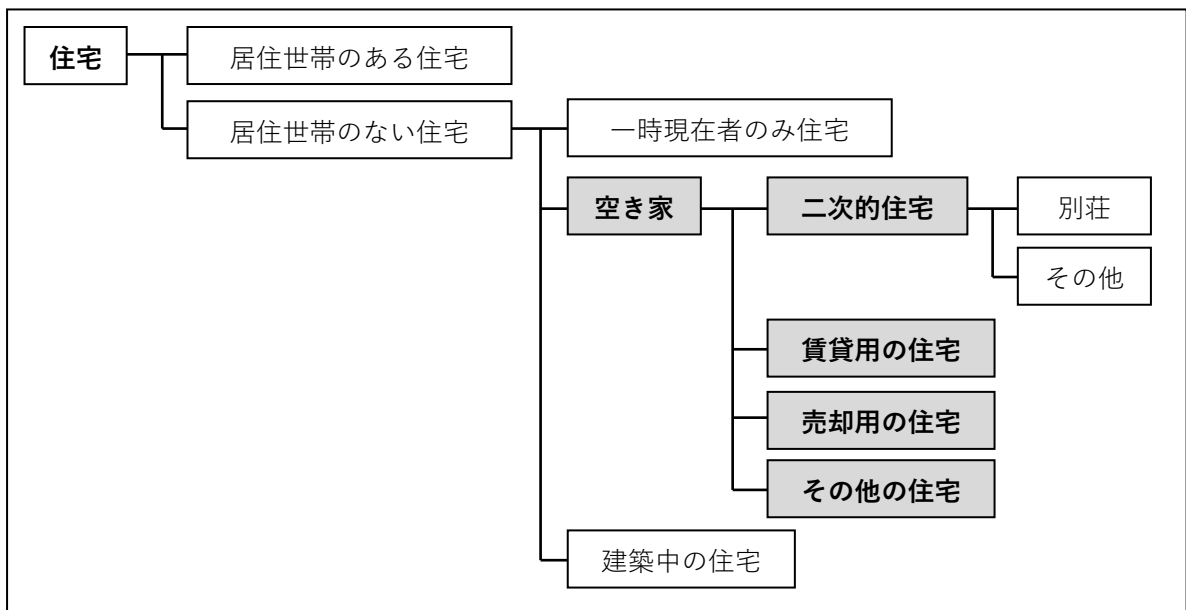 住宅
居住世帯のある住宅
居住世帯のない住宅
一時現在者のみ住宅
空き家
二次的住宅
別荘
その他
賃貸用の住宅
売却用の住宅
その他の住宅
建築中の住宅